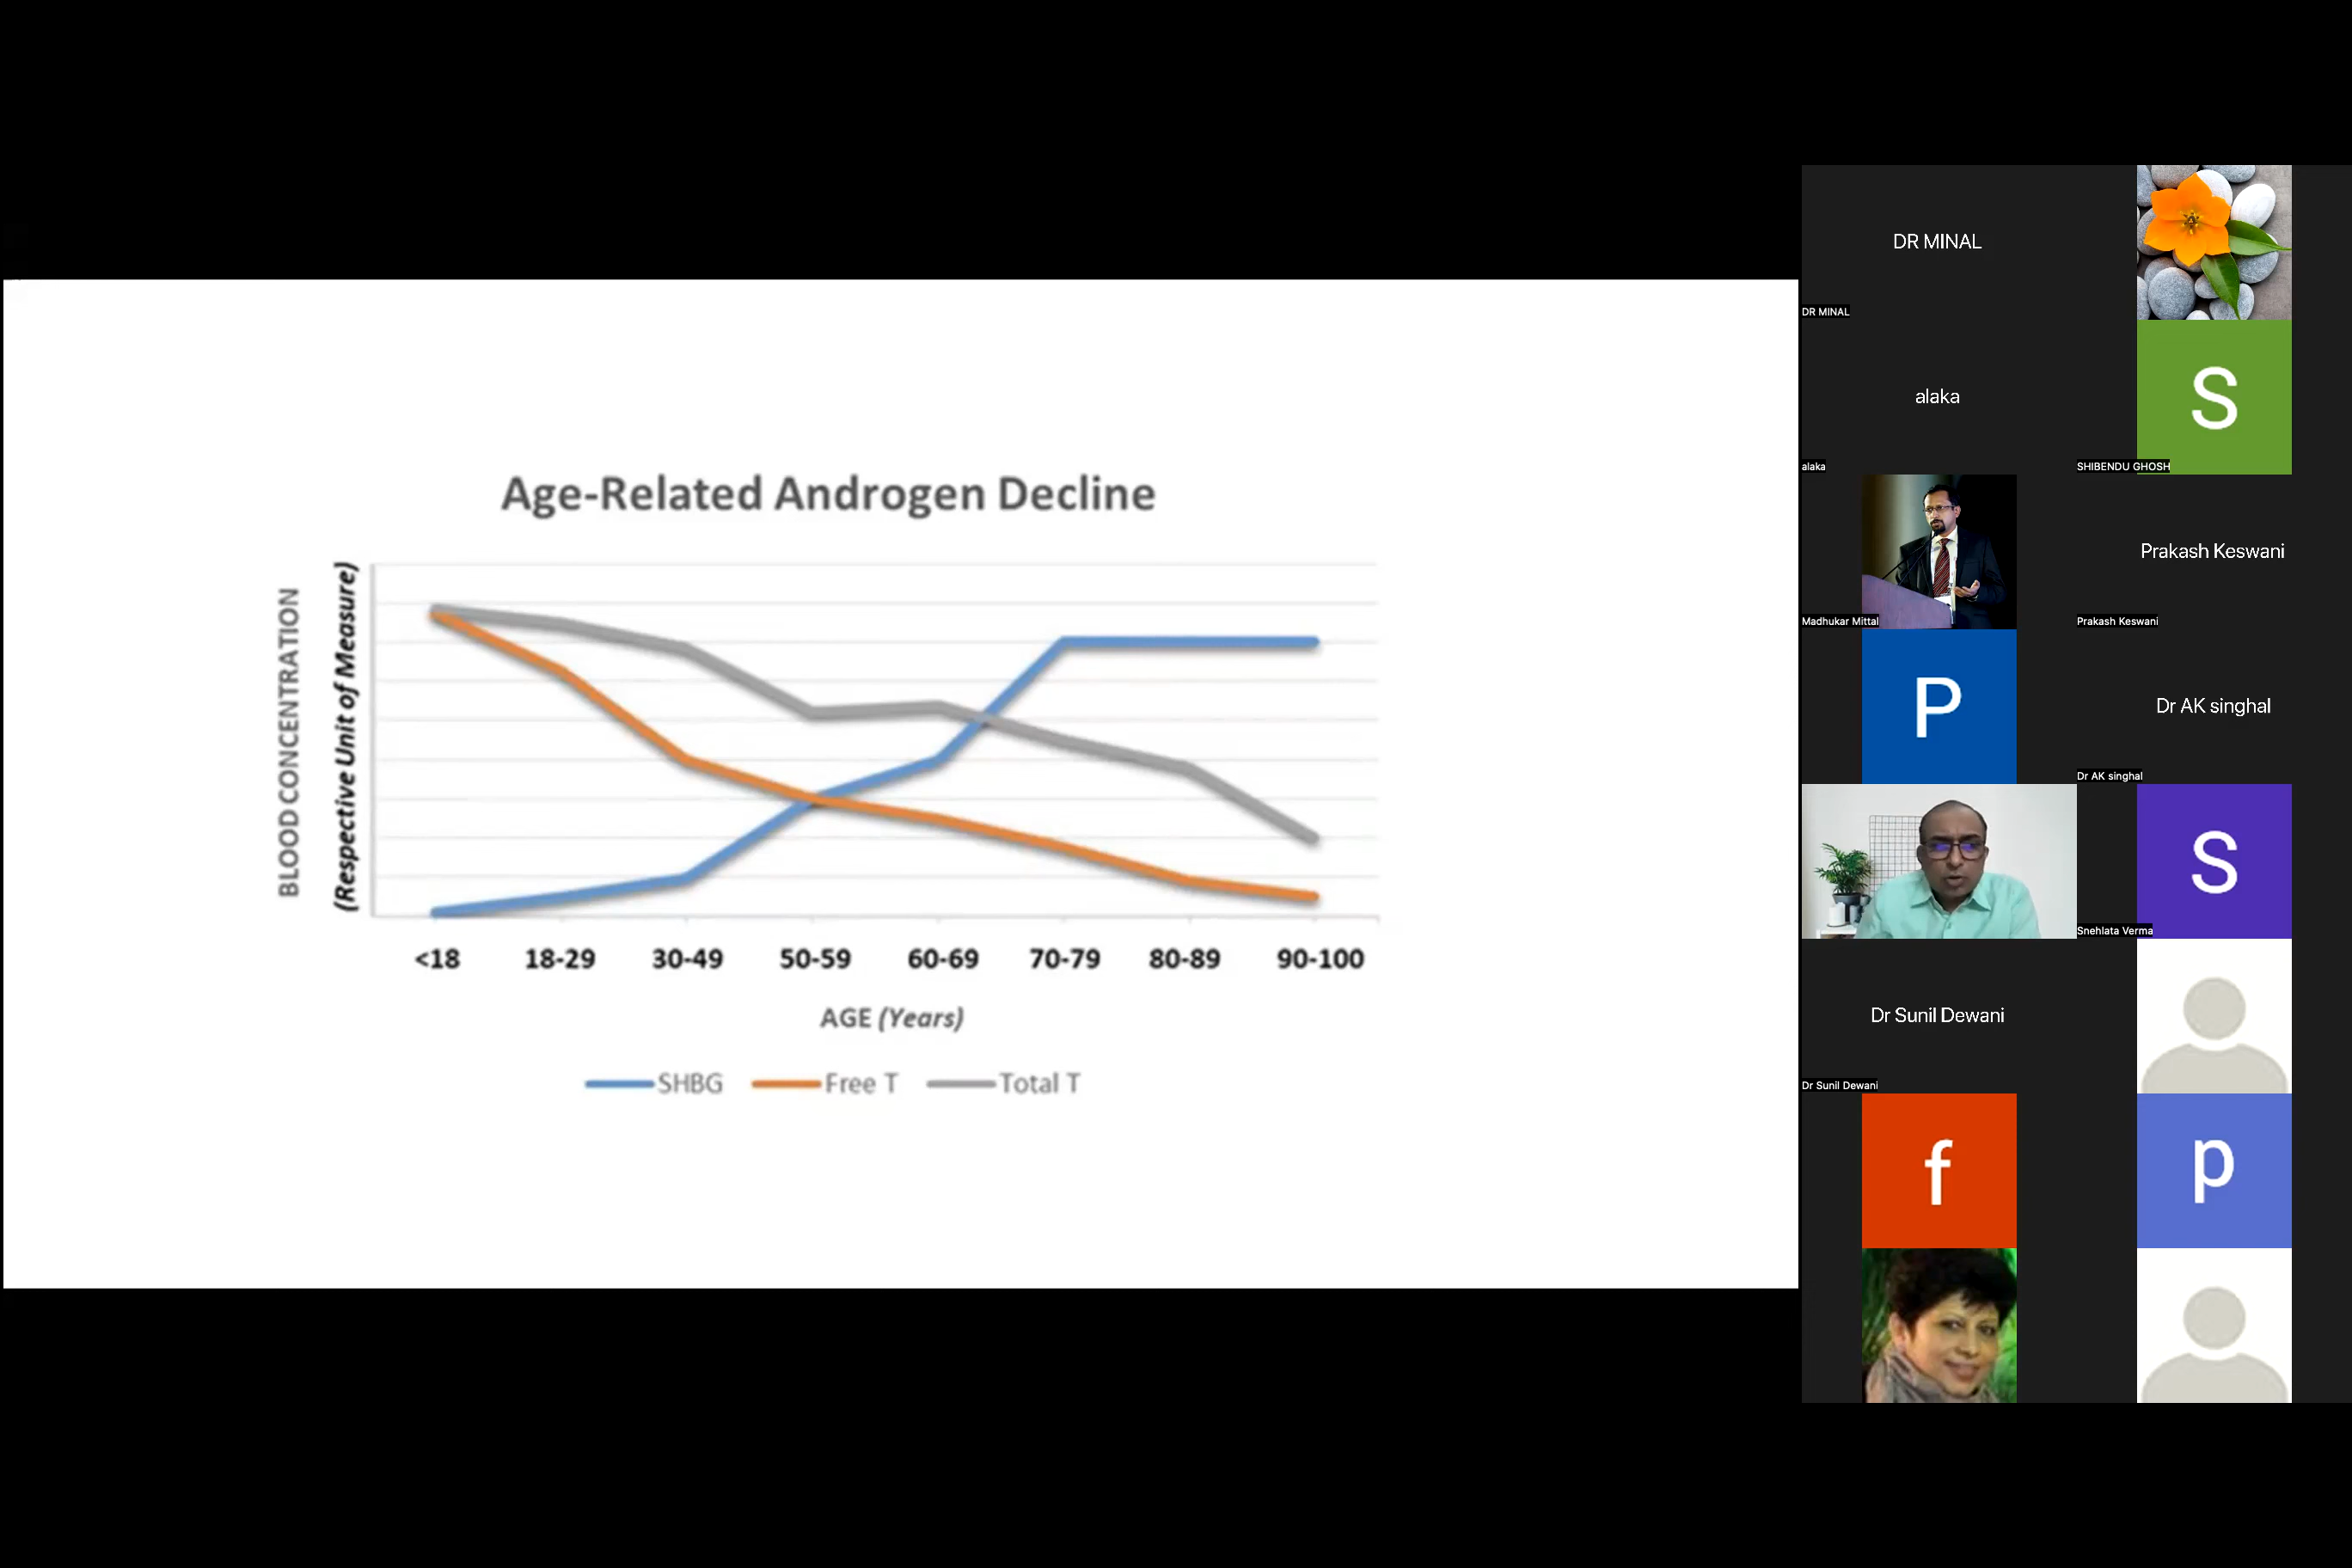 Age-Related Androgen Decline
BLOOD CONCENTRATION
(Respective Unit of Measure)
<18 18-29 30-49 50-59 60-69 70-79 80-89 90-100
AGE (Years)
SHBG Free T Total T
DR MINAL
DR MINAL
alaka
S
alaka
SHIBENDU GHOSH
Prakash Keswani
Madhukar Mittal
Prakash Keswani
P
Dr AK singhal
Dr AK singhal
S
Snehlata Verma
Dr Sunil Dewani
Dr Sunil Dewani
f
p